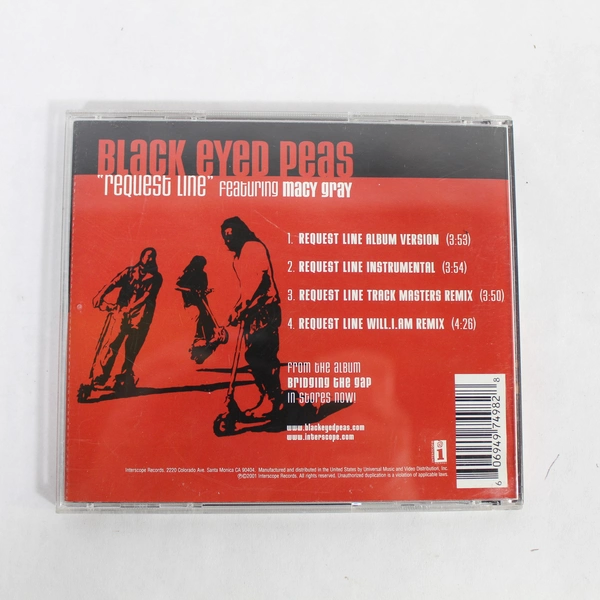 BLACK EYED PEAS
"REQUEST LINE" FEATURING MACY GRAY
1. REQUEST LINE ALBUM VERSION (3:53)
2. REQUEST LINE INSTRUMENTAL (3:54)
3. REQUEST LINE TRACK MASTERS REMIX (3:50)
4. REQUEST LINE WILL.I.AM REMIX (4:26)
FROM THE ALBUM
BRIDGING THE GAP
IN STORES NOW!
www.blackeyedpeas.com
www.interscope.com
Interscope Records. 2220 Colorado Ave. Santa Monica CA 90404. Manufactured and distributed in the United States by Universal Music and Video Distribution, Inc.
℗©2001 Interscope Records. All rights reserved. Unauthorized duplication is a violation of applicable laws.
1
6 06949 74982 8